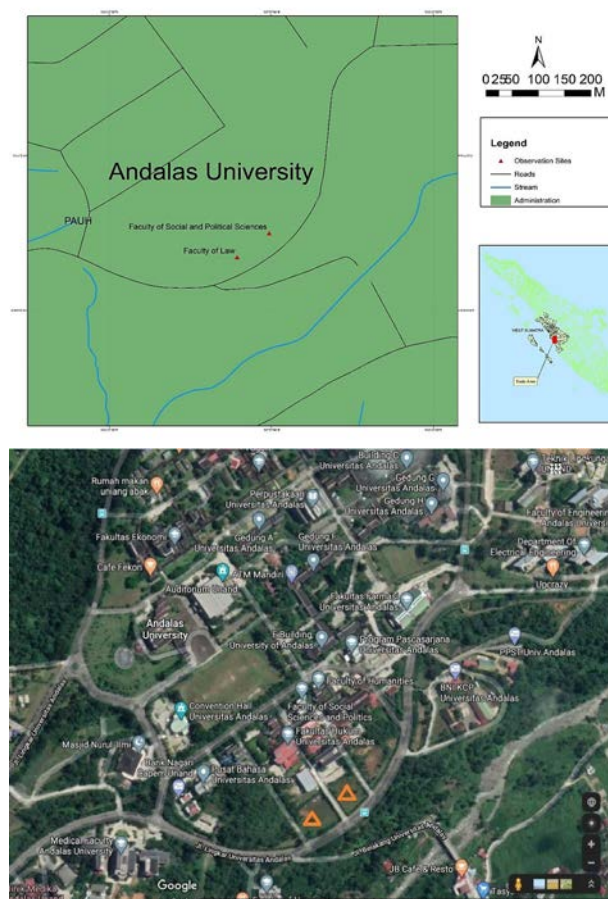 N
0 25 50 100 150 200
M
Legend
Observation Sites
Roads
Stream
Administration
Andalas University
PAUH
Faculty of Social and Political Sciences
Faculty of Law
WEST SUMATRA
Building C
Universitas Andalas
Rumah makan
uniang abak
Perpustakaan
Universitas Andalas
Gedung G
Universitas Andalas
Gedung H
Faculty of Engineering
Fakultas Ekonomi
Gedung A
Universitas Andalas
Gedung F
Universitas Andalas
Department Of
Electrical Engineering
Cafe Fekon
ATM Mandiri
Auditorium Unand
Upcrazy
Fakultas Farmasi
Universitas Andalas
Andalas
University
E Building
University of Andalas
Program Pascasarjana
Universitas Andalas
PPST Univ Andalas
Faculty of Humanities
BNI KCP
Universitas Andalas
Convention Hall
Universitas Andalas
Faculty of Social
Sciences and Politics
Fakultas Hukum
Universitas Andalas
Masjid Nurul Ilmi
Bank Nagari
Capem Unand
Pusat Bahasa
Universitas Andalas
Medical Faculty
Andalas University
Jl. Lingkar Universitas Andalas
JB Cafe & Resto
Google